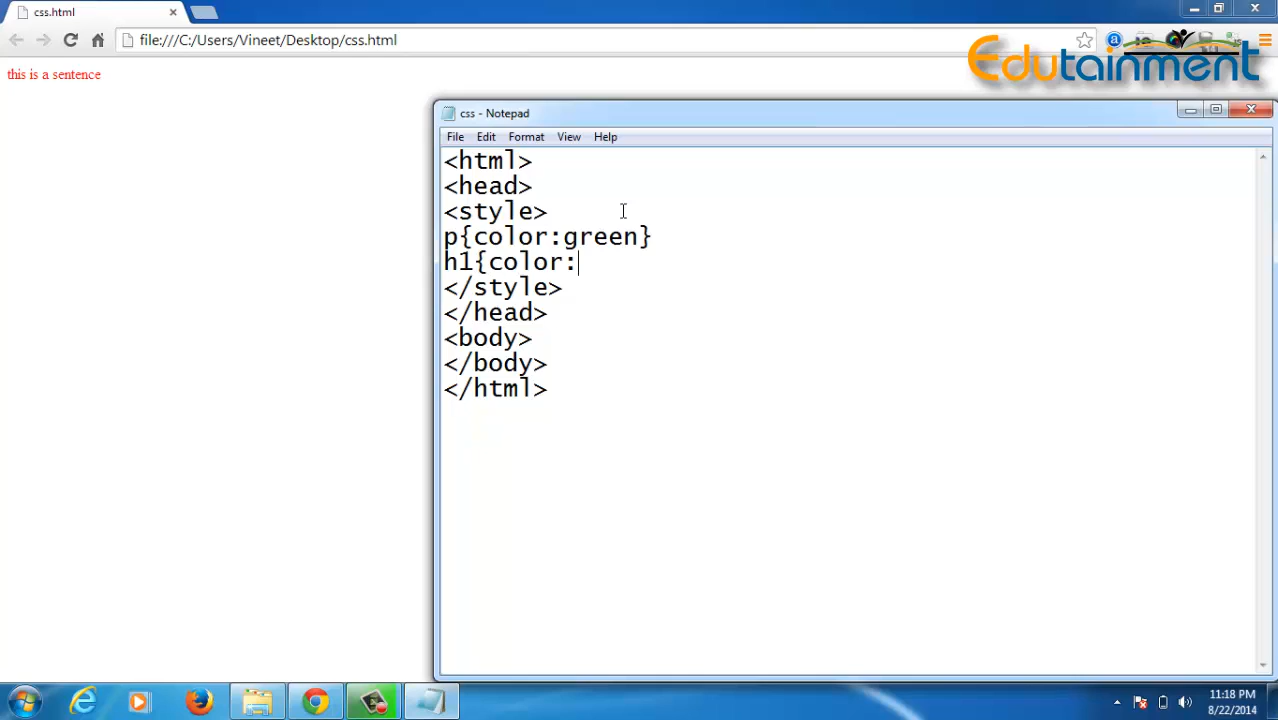 css.html
file:///C:/Users/Vineet/Desktop/css.html
Edutainment
this is a sentence
css - Notepad
File Edit Format View Help
<html>
<head>
<style>
p{color:green}
h1{color:
</style>
</head>
<body>
</body>
</html>
11:18 PM
8/22/2014